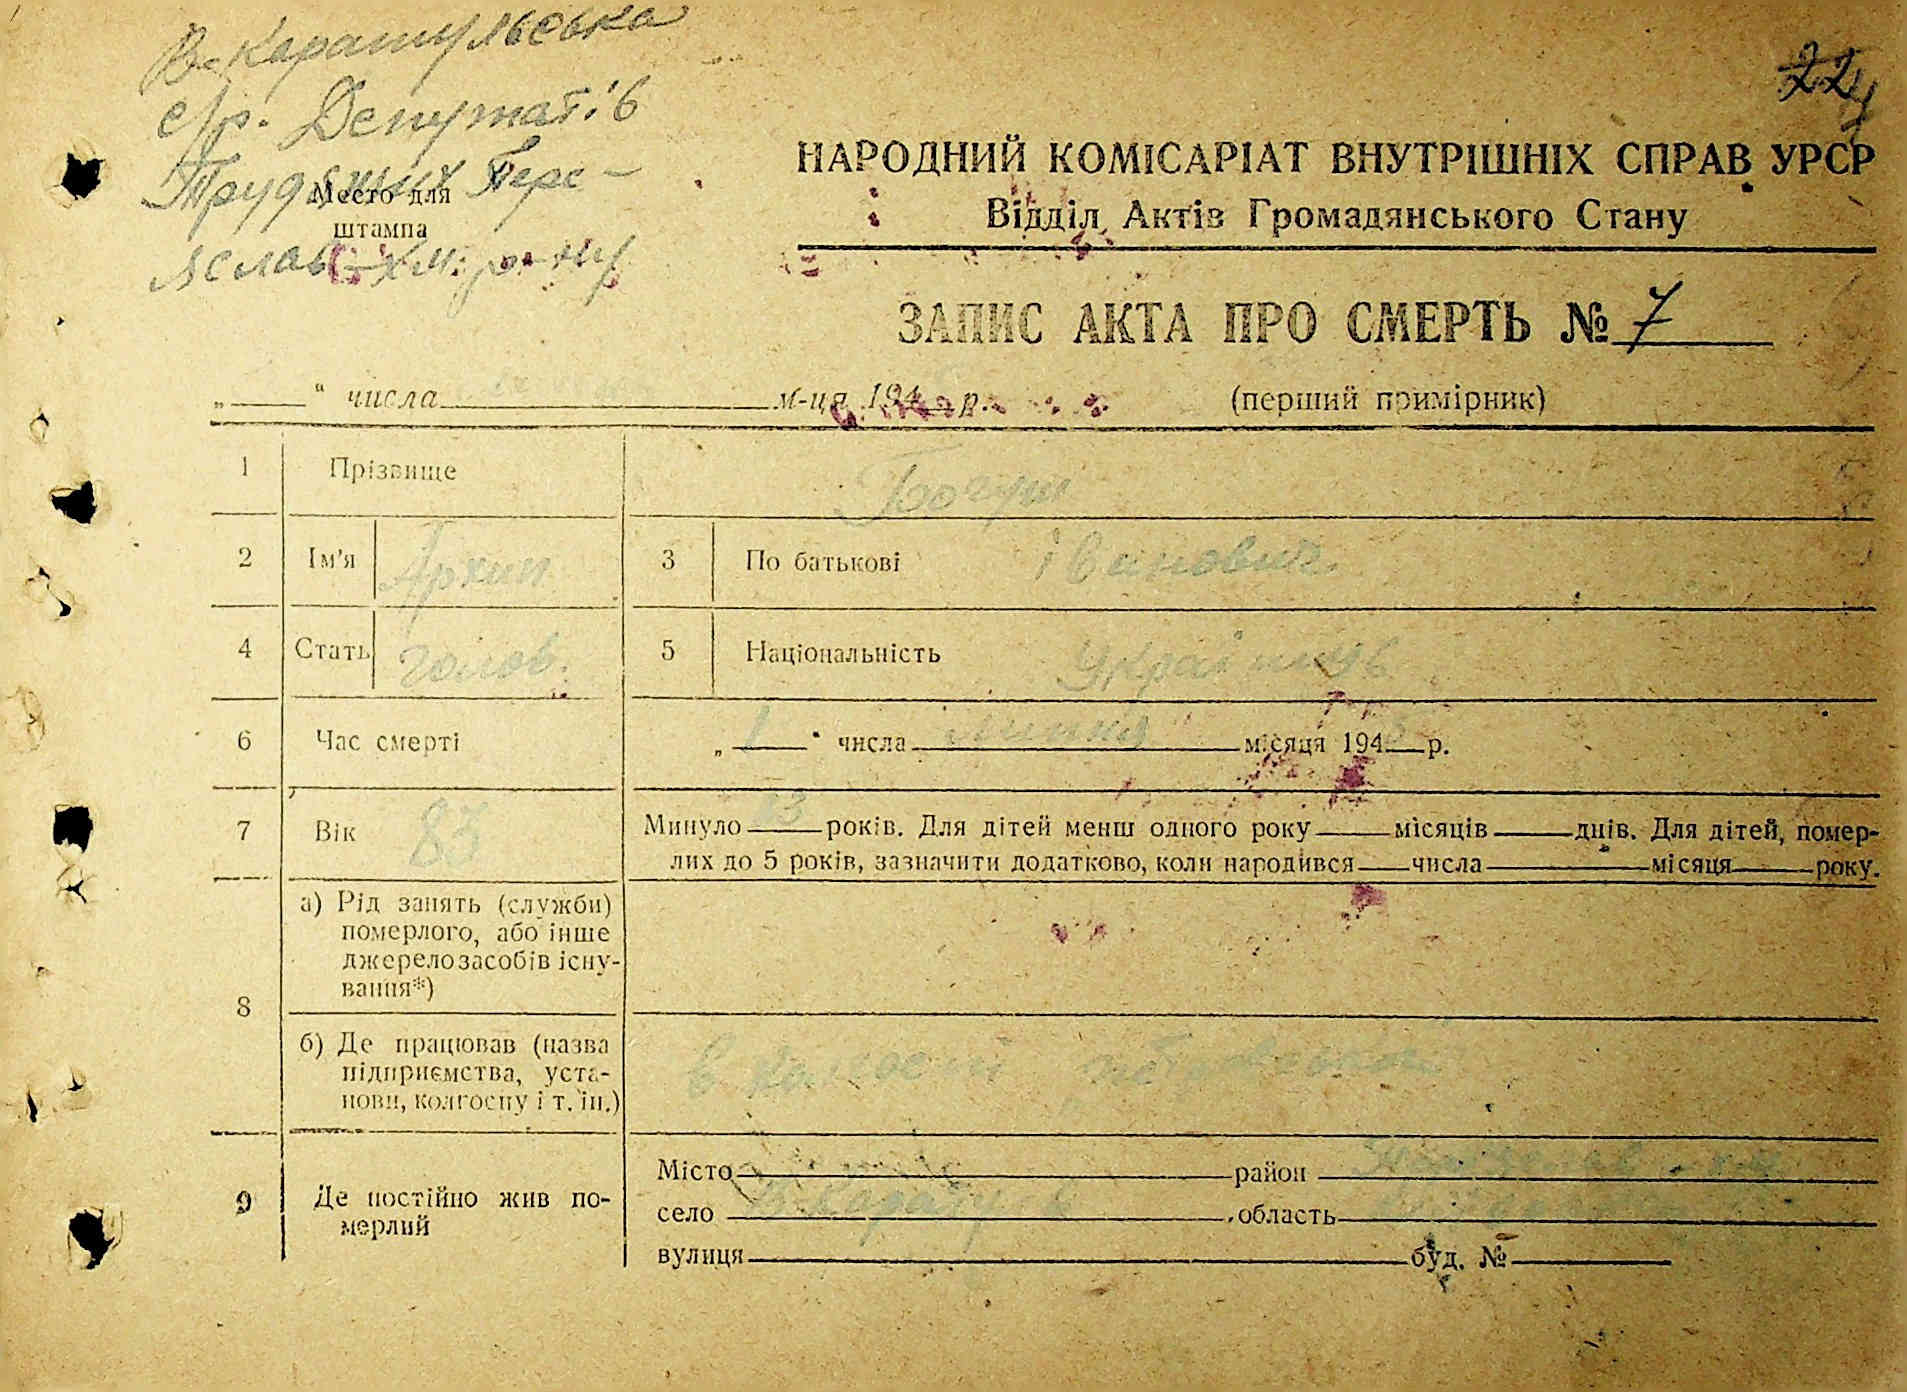 В-Каратульська
с/р. Депутатів
Трудящих Пере-
Место для
штампа
яслав-Хм. р-ну
НАРОДНИЙ КОМІСАРІАТ ВНУТРІШНІХ СПРАВ УРСР
Відділ Актів Громадянського Стану
ЗАПИС АКТА ПРО СМЕРТЬ № 7
„ “ числа м-ця 194 р. (перший примірник)
1 Прізвище
2 Ім'я Архип 3 По батькові Іванович
4 Стать чолов. 5 Національність Українець
6 Час смерті „ 1 “ числа місяця 194 р.
7 Вік 83 Минуло 83 років. Для дітей менш одного року місяців днів. Для дітей, помер-
лих до 5 років, зазначити додатково, коли народився числа місяця року.
8 а) Рід занять (служби)
померлого, або інше
джерело засобів існу-
вання*)
б) Де працював (назва
підприємства, уста-
нови, колгоспу і т. ін.)
в колгоспі
9 Де постійно жив по-
мерлий
Місто район
село область
вулиця буд. №